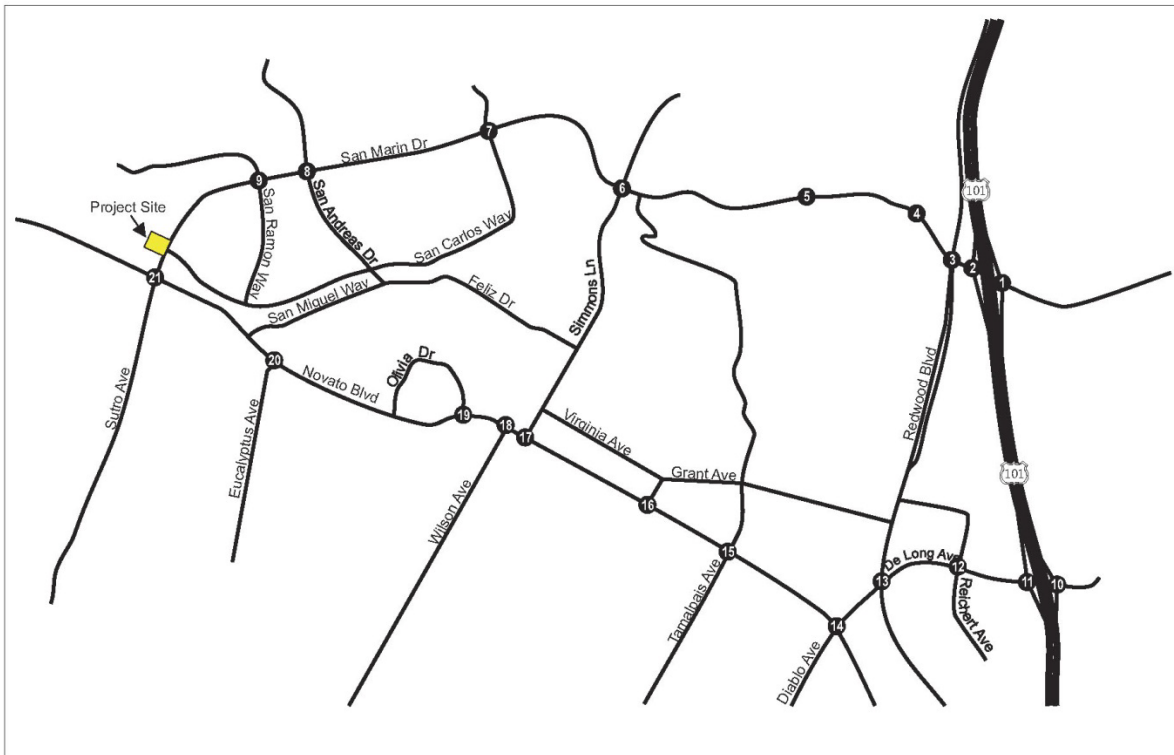 7
San Marin Dr
8
9
6
101
5
Project Site
San Ramon Way
San Andreas Dr
San Carlos Way
4
3
2
1
21
San Miquel Way
Feliz Dr
Simmons Ln
20
Novato Blvd
Olivia Dr
Redwood Blvd
Sutro Ave
Eucalyptus Ave
19
18
17
Virginia Ave
Grant Ave
101
Wilson Ave
16
15
De Long Ave
12
13
11
10
Reichert Ave
Tamalpais Ave
14
Diablo Ave